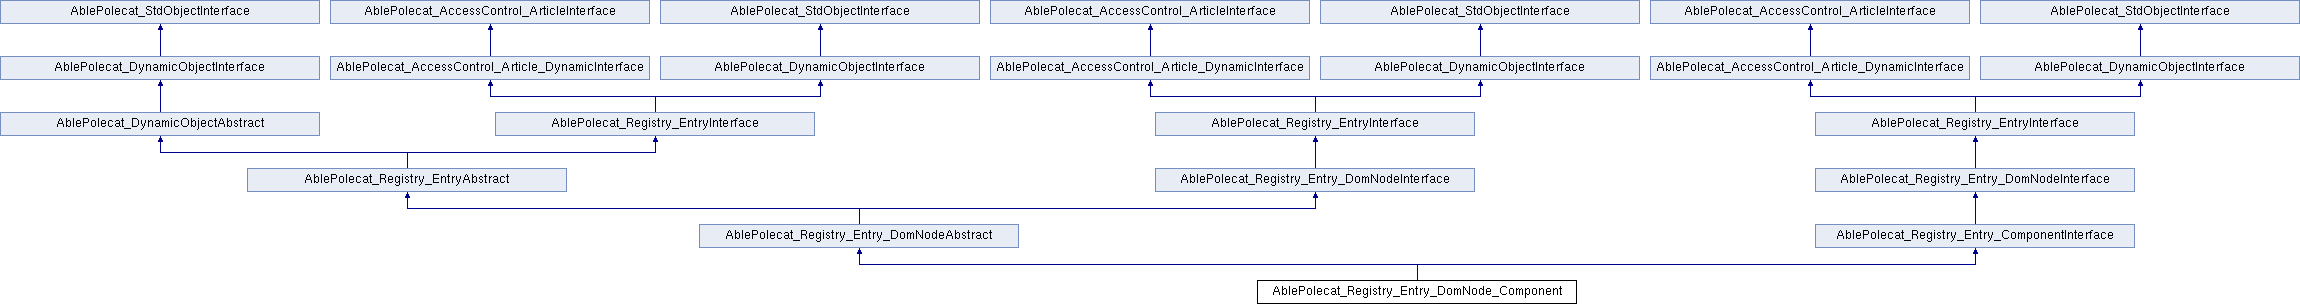 AblePolecat_StdObjectInterface
AblePolecat_AccessControl_ArticleInterface
AblePolecat_StdObjectInterface
AblePolecat_AccessControl_ArticleInterface
AblePolecat_StdObjectInterface
AblePolecat_AccessControl_ArticleInterface
AblePolecat_StdObjectInterface
AblePolecat_DynamicObjectInterface
AblePolecat_AccessControl_Article_DynamicInterface
AblePolecat_DynamicObjectInterface
AblePolecat_AccessControl_Article_DynamicInterface
AblePolecat_DynamicObjectInterface
AblePolecat_AccessControl_Article_DynamicInterface
AblePolecat_DynamicObjectInterface
AblePolecat_DynamicObjectAbstract
AblePolecat_Registry_EntryInterface
AblePolecat_Registry_EntryInterface
AblePolecat_Registry_EntryInterface
AblePolecat_Registry_EntryAbstract
AblePolecat_Registry_Entry_DomNodeInterface
AblePolecat_Registry_Entry_DomNodeInterface
AblePolecat_Registry_Entry_DomNodeAbstract
AblePolecat_Registry_Entry_ComponentInterface
AblePolecat_Registry_Entry_DomNode_Component